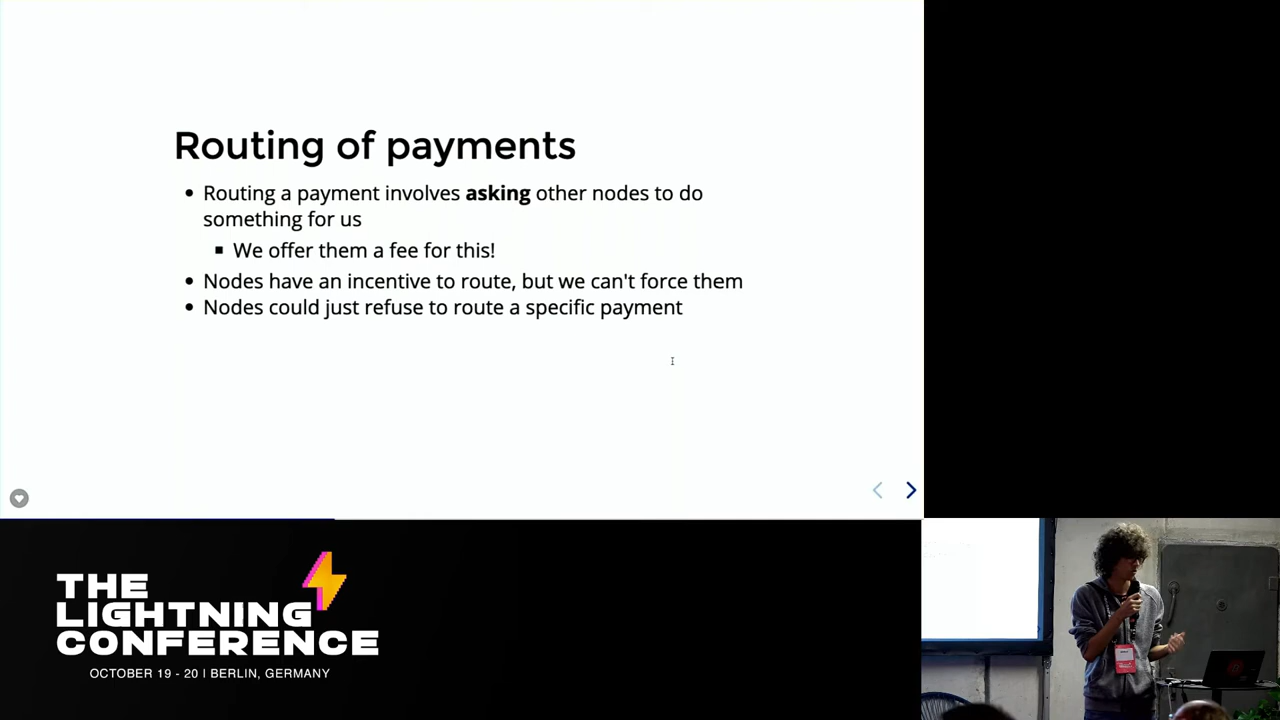 Routing of payments
Routing a payment involves asking other nodes to do
something for us
We offer them a fee for this!
Nodes have an incentive to route, but we can't force them
Nodes could just refuse to route a specific payment
THE
LIGHTNING
CONFERENCE
OCTOBER 19 - 20 | BERLIN, GERMANY